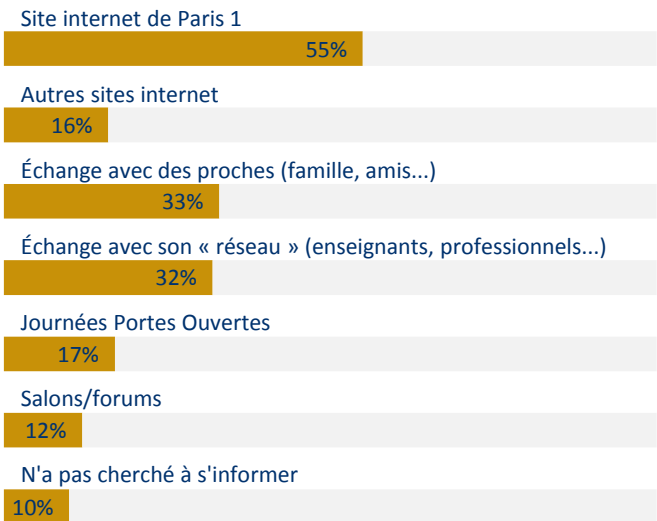 Site internet de Paris 1
55%
Autres sites internet
16%
Échange avec des proches (famille, amis...)
33%
Échange avec son « réseau » (enseignants, professionnels...)
32%
Journées Portes Ouvertes
17%
Salons/forums
12%
N'a pas cherché à s'informer
10%